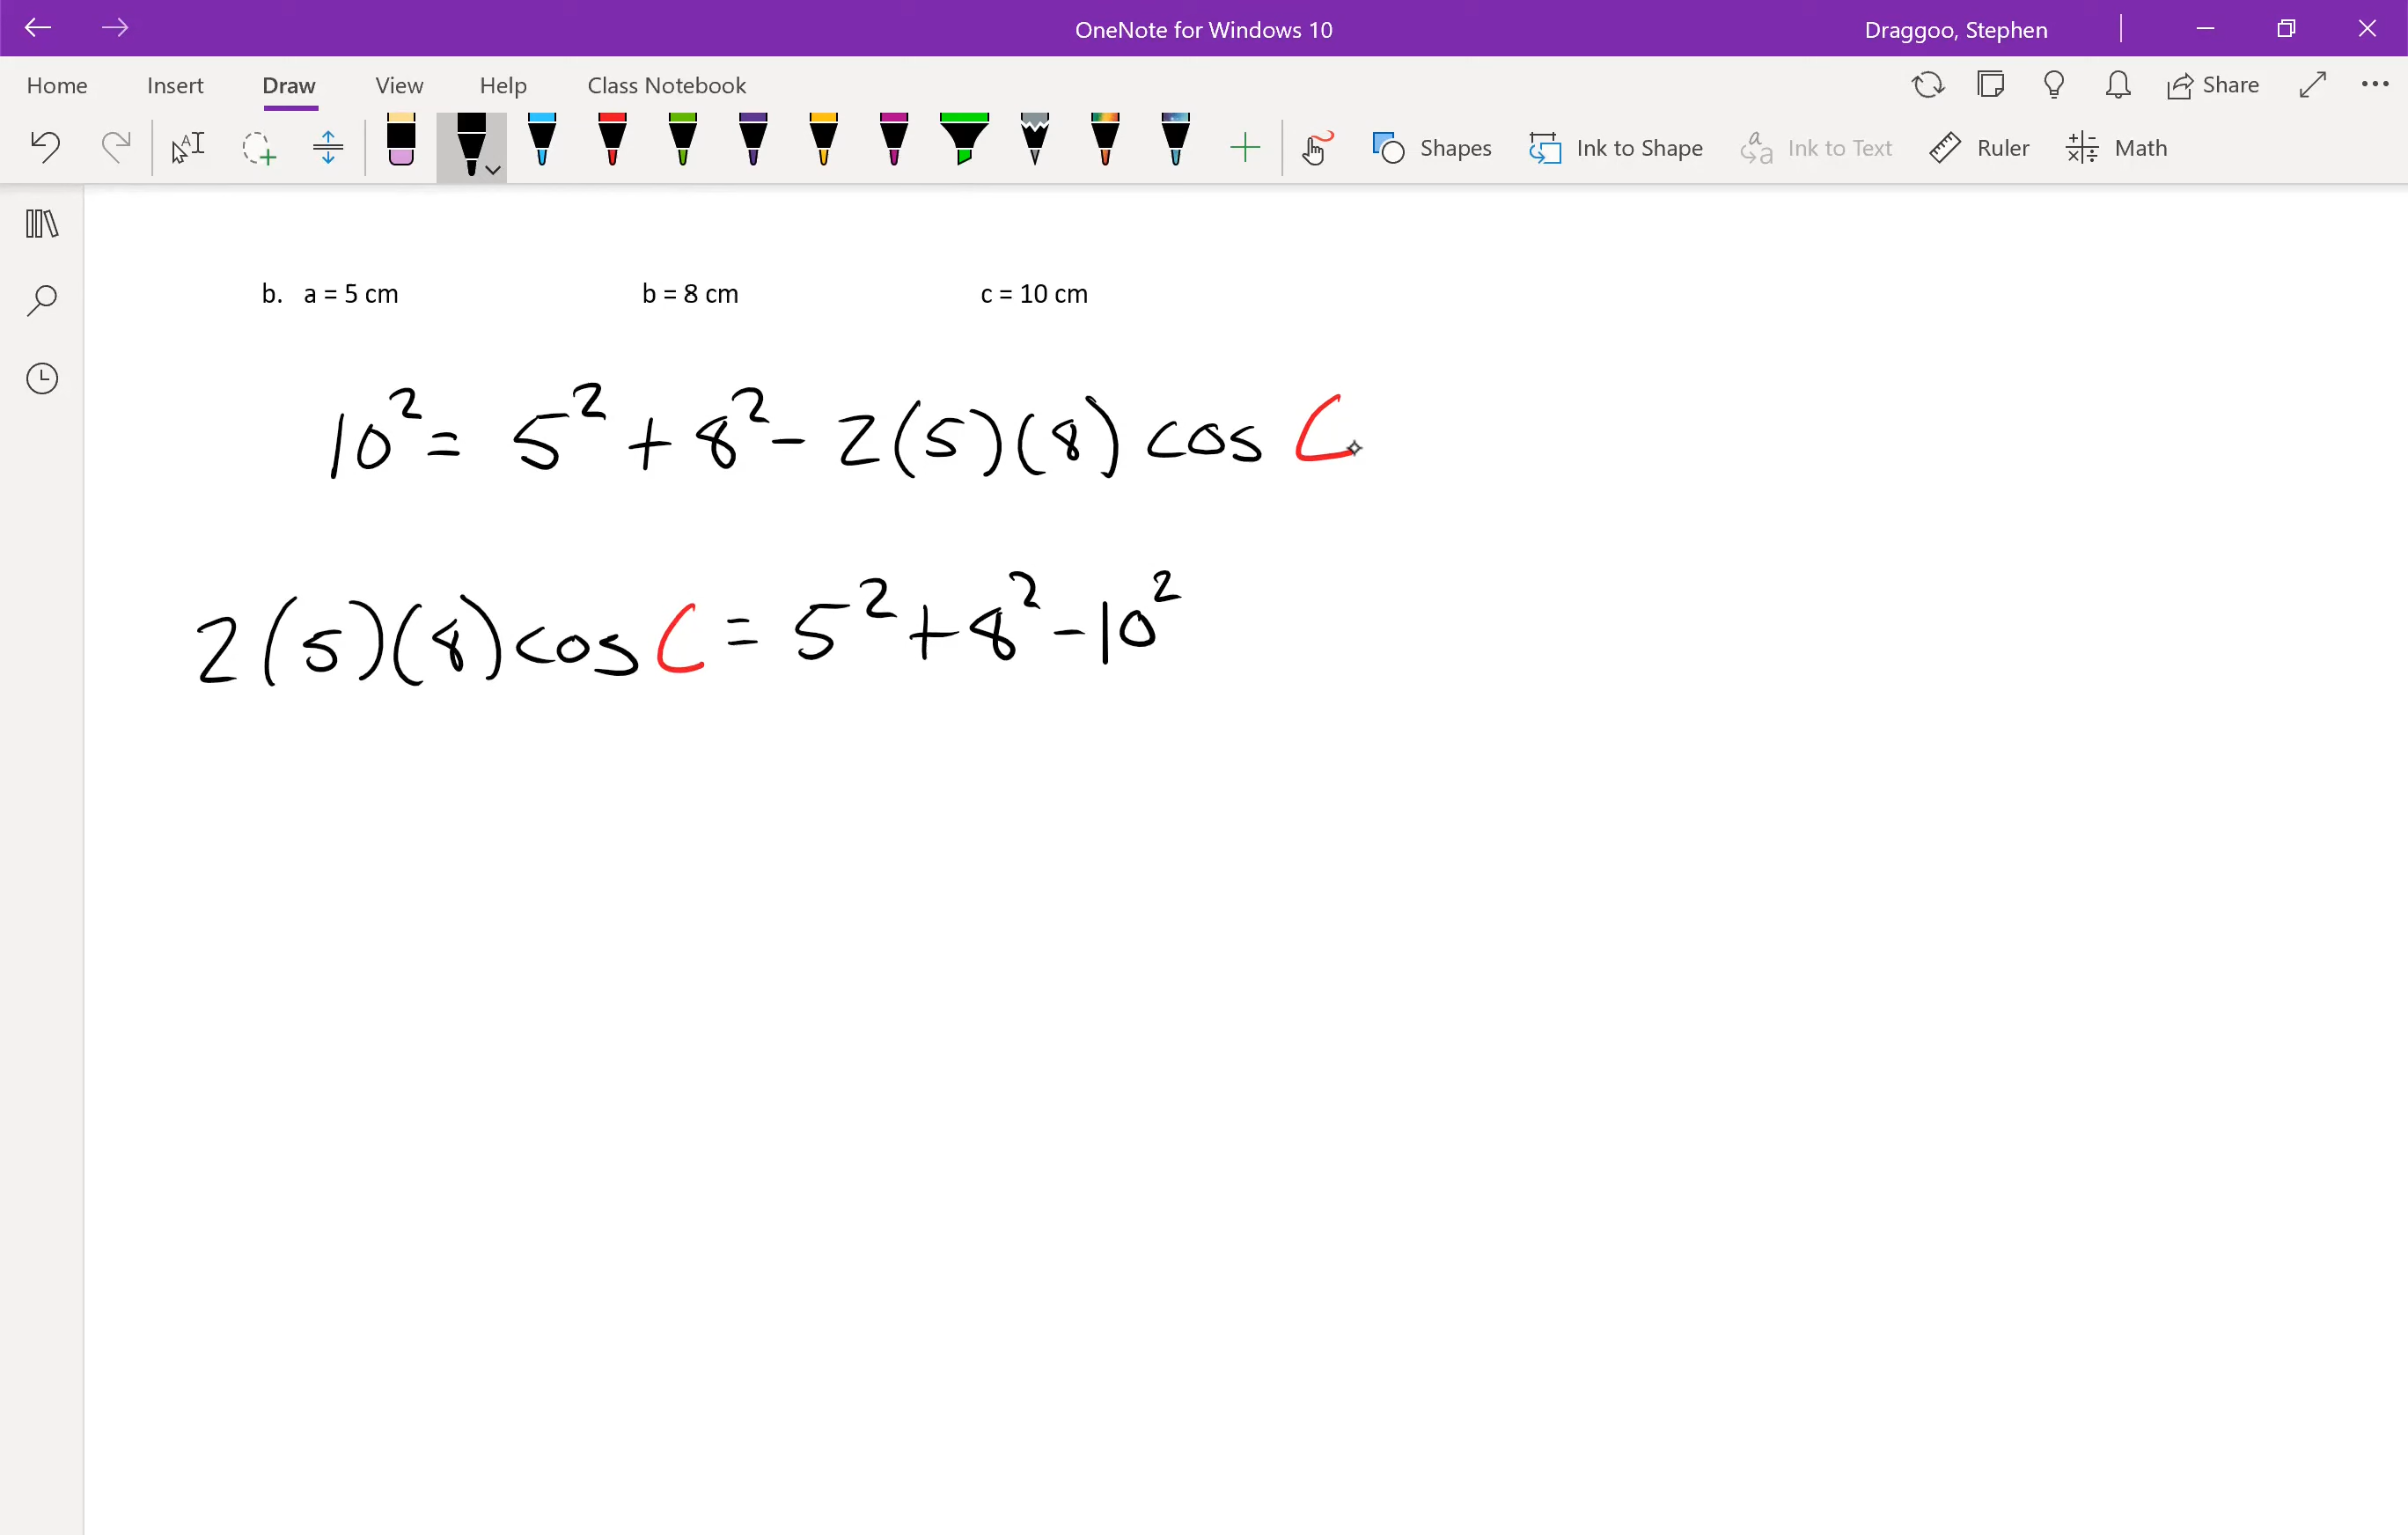 OneNote for Windows 10 Draggoo, Stephen
Home Insert Draw View Help Class Notebook Share
Shapes Ink to Shape Ink to Text Ruler Math
b. a = 5 cm b = 8 cm c = 10 cm
10² = 5² + 8² - 2(5)(8) cos C
2(5)(8) cos C = 5² + 8² - 10²